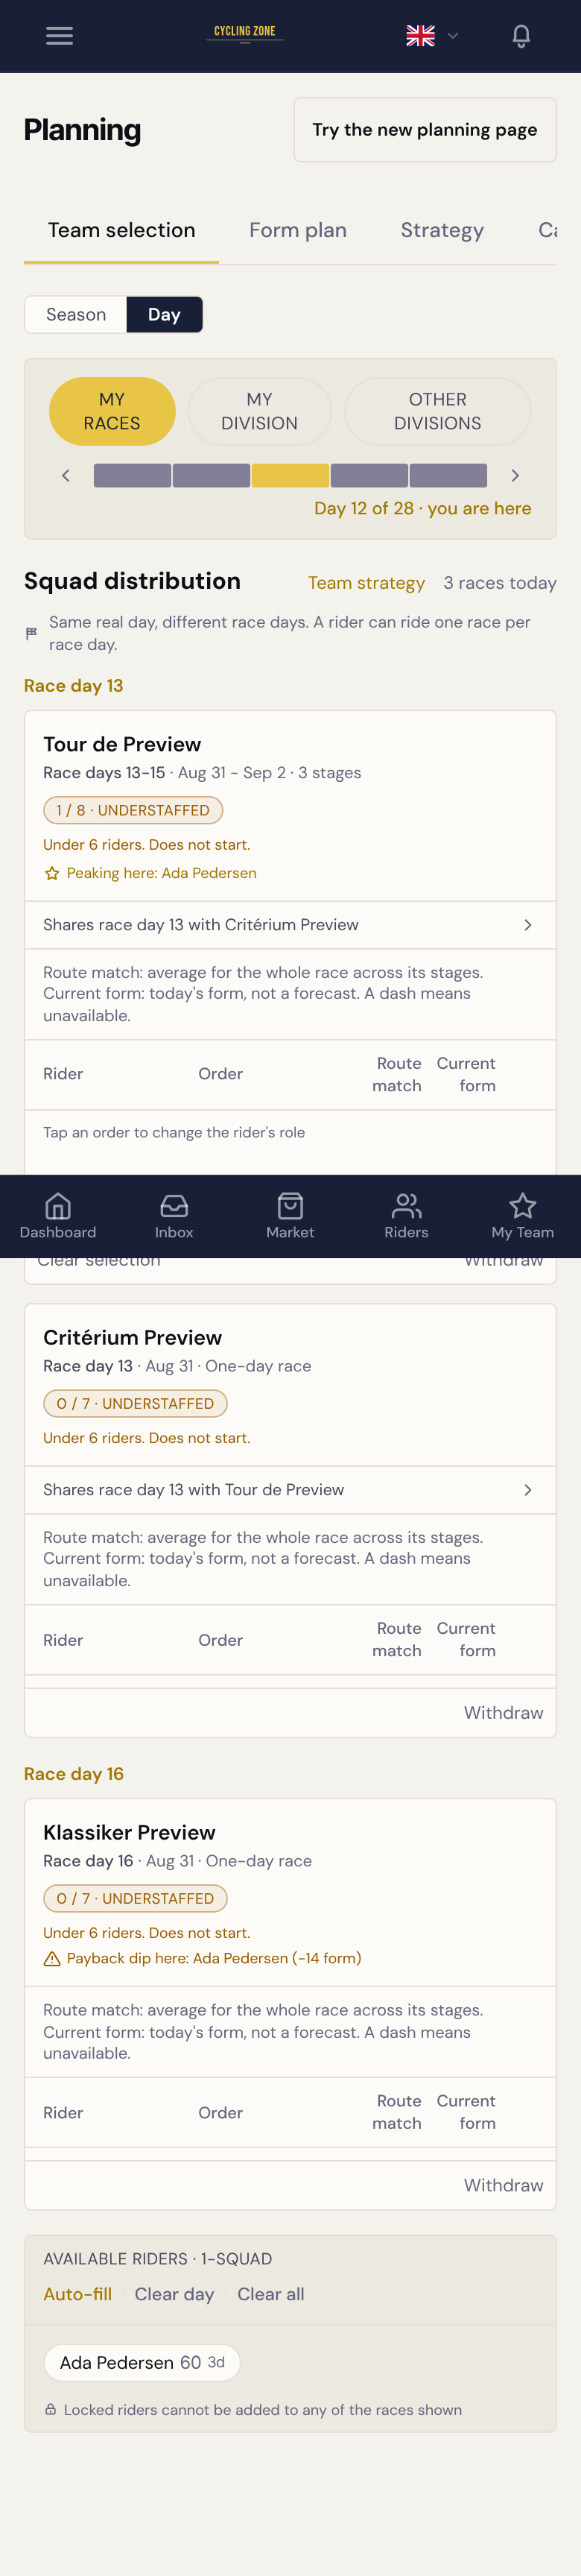 CYCLING ZONE
Planning
Try the new planning page
Team selection
Form plan
Strategy
Ca
Season
Day
MY
RACES
MY
DIVISION
OTHER
DIVISIONS
Day 12 of 28 · you are here
Squad distribution
Team strategy
3 races today
Same real day, different race days. A rider can ride one race per
race day.
Race day 13
Tour de Preview
Race days 13-15 · Aug 31 - Sep 2 · 3 stages
1 / 8 · UNDERSTAFFED
Under 6 riders. Does not start.
Peaking here: Ada Pedersen
Shares race day 13 with Critérium Preview
Route match: average for the whole race across its stages.
Current form: today's form, not a forecast. A dash means
unavailable.
Rider
Order
Route
match
Current
form
Tap an order to change the rider's role
Dashboard
Inbox
Market
Riders
My Team
Clear selection
Withdraw
Critérium Preview
Race day 13 · Aug 31 · One-day race
0 / 7 · UNDERSTAFFED
Under 6 riders. Does not start.
Shares race day 13 with Tour de Preview
Route match: average for the whole race across its stages.
Current form: today's form, not a forecast. A dash means
unavailable.
Rider
Order
Route
match
Current
form
Withdraw
Race day 16
Klassiker Preview
Race day 16 · Aug 31 · One-day race
0 / 7 · UNDERSTAFFED
Under 6 riders. Does not start.
Payback dip here: Ada Pedersen (-14 form)
Route match: average for the whole race across its stages.
Current form: today's form, not a forecast. A dash means
unavailable.
Rider
Order
Route
match
Current
form
Withdraw
AVAILABLE RIDERS · 1-SQUAD
Auto-fill · Clear day · Clear all
Ada Pedersen 60 3d
Locked riders cannot be added to any of the races shown